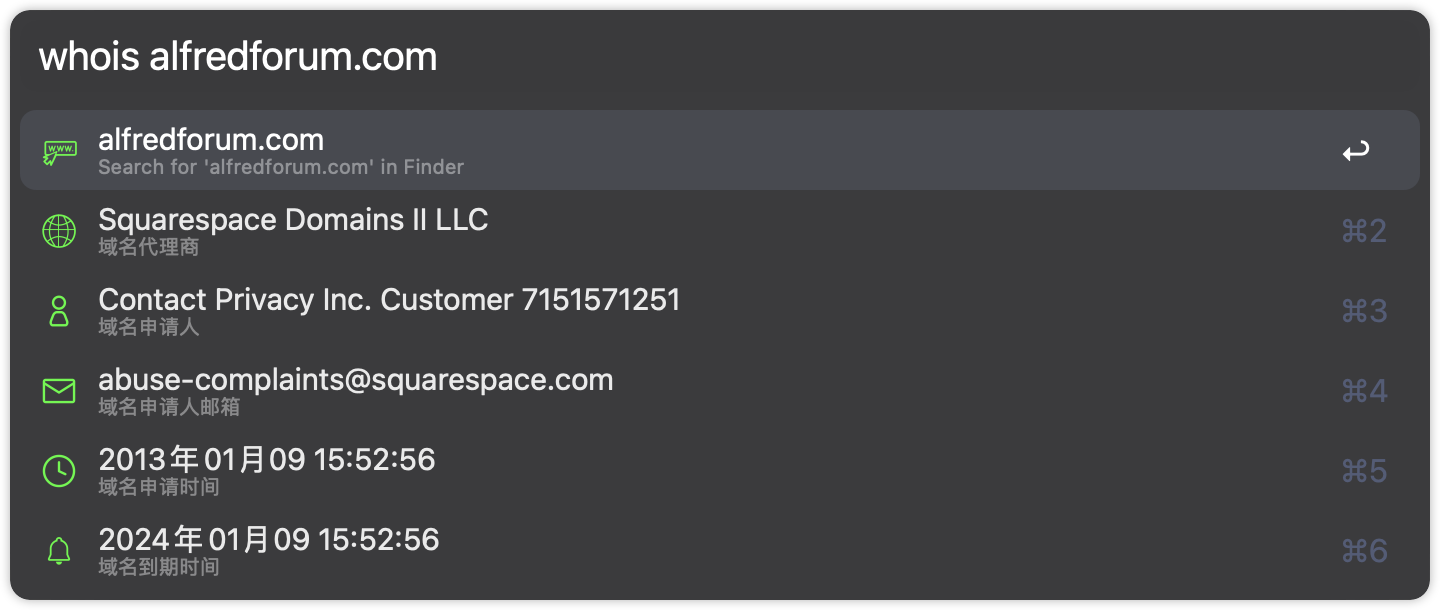 whois alfredforum.com
www.
alfredforum.com
Search for 'alfredforum.com' in Finder
Squarespace Domains II LLC
域名代理商
⌘2
Contact Privacy Inc. Customer 7151571251
域名申请人
⌘3
abuse-complaints@squarespace.com
域名申请人邮箱
⌘4
2013年01月09 15:52:56
域名申请时间
⌘5
2024年01月09 15:52:56
域名到期时间
⌘6